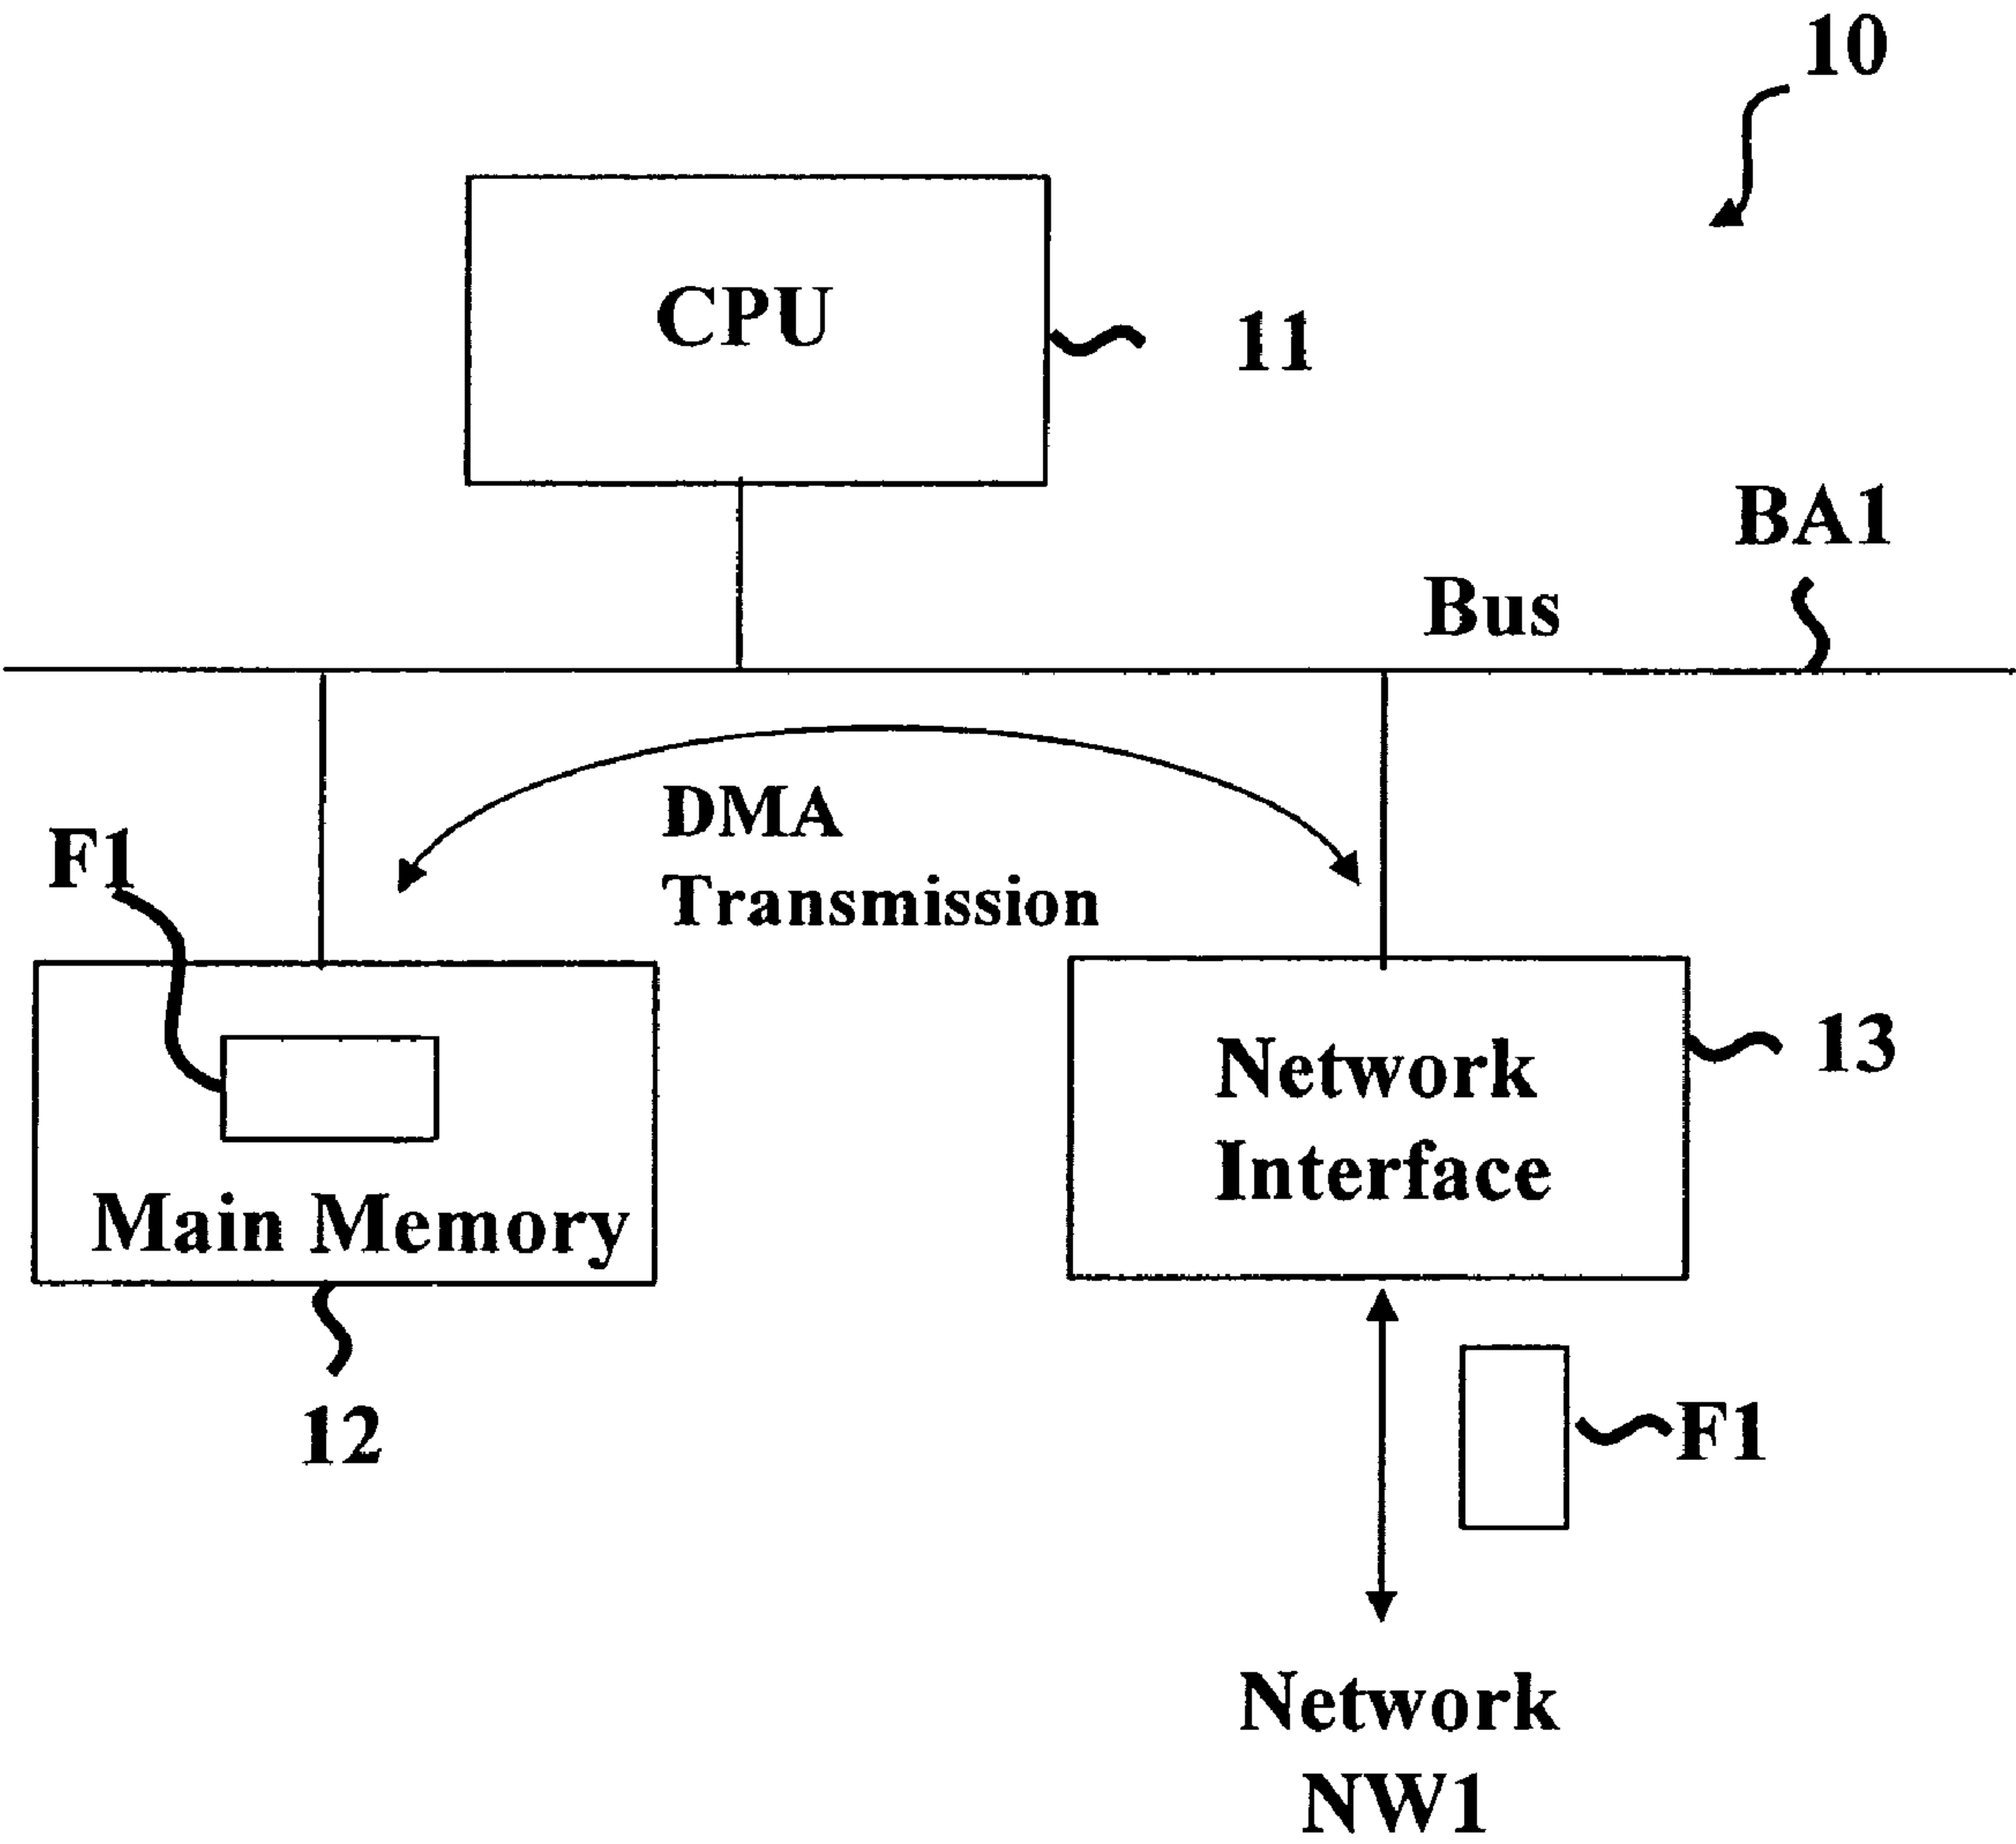 10
CPU
11
BA1
Bus
DMA
Transmission
F1
Network
Interface
13
Main Memory
12
F1
Network
NW1